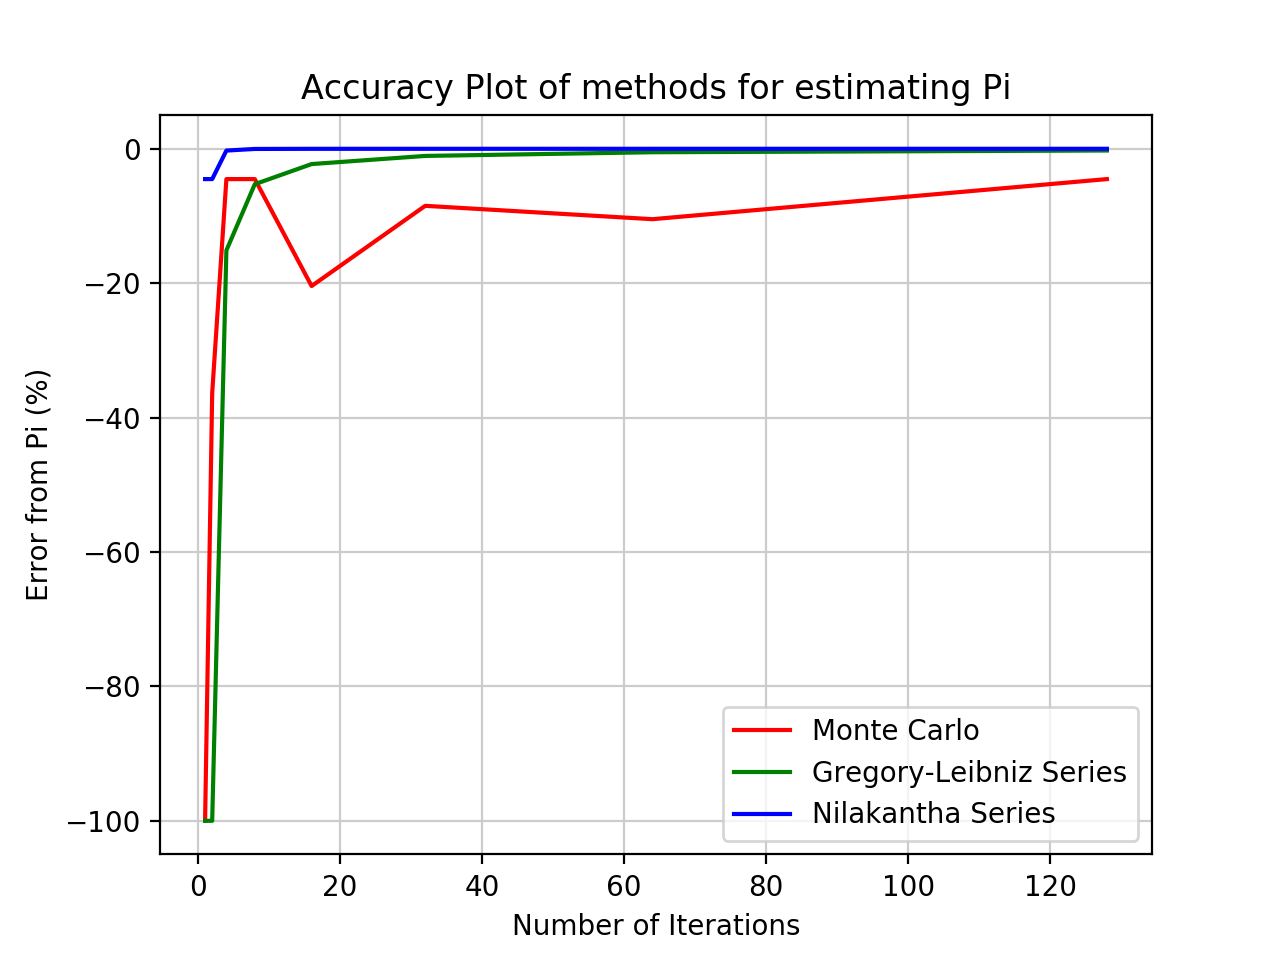 Accuracy Plot of methods for estimating Pi
0
−20
−40
−60
−80
−100
Error from Pi (%)
Monte Carlo
Gregory-Leibniz Series
Nilakantha Series
0 20 40 60 80 100 120
Number of Iterations